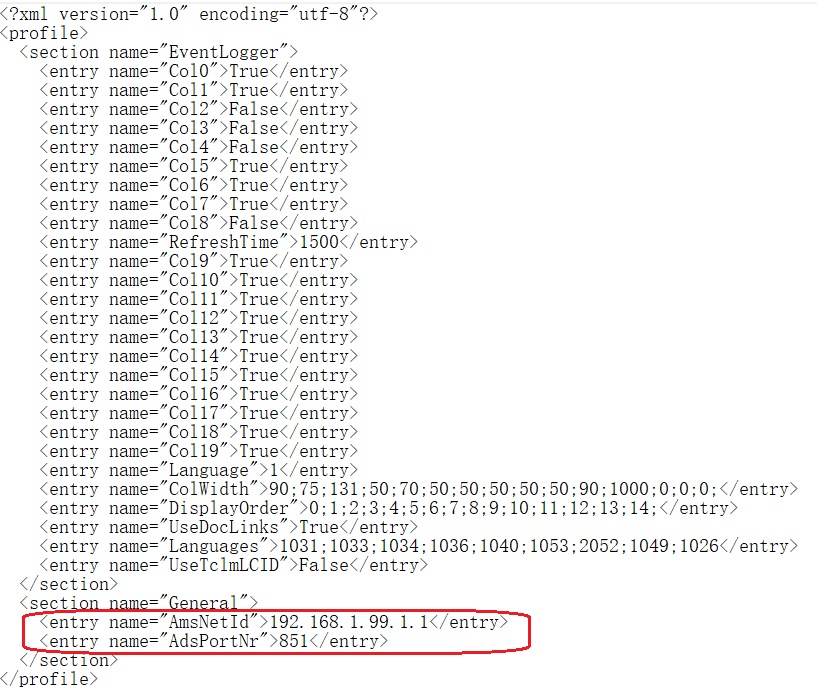 <?xml version="1.0" encoding="utf-8"?>
<profile>
<section name="EventLogger">
<entry name="Col0">True</entry>
<entry name="Col1">True</entry>
<entry name="Col2">False</entry>
<entry name="Col3">False</entry>
<entry name="Col4">False</entry>
<entry name="Col5">True</entry>
<entry name="Col6">True</entry>
<entry name="Col7">True</entry>
<entry name="Col8">False</entry>
<entry name="RefreshTime">1500</entry>
<entry name="Col9">True</entry>
<entry name="Col10">True</entry>
<entry name="Col11">True</entry>
<entry name="Col12">True</entry>
<entry name="Col13">True</entry>
<entry name="Col14">True</entry>
<entry name="Col15">True</entry>
<entry name="Col16">True</entry>
<entry name="Col17">True</entry>
<entry name="Col18">True</entry>
<entry name="Col19">True</entry>
<entry name="Language">1</entry>
<entry name="ColWidth">90;75;131;50;70;50;50;50;50;50;90;1000;0;0;0;</entry>
<entry name="DisplayOrder">0;1;2;3;4;5;6;7;8;9;10;11;12;13;14;</entry>
<entry name="UseDocLinks">True</entry>
<entry name="Languages">1031;1033;1034;1036;1040;1053;2052;1049;1026</entry>
<entry name="UseTclmLCID">False</entry>
</section>
<section name="General">
<entry name="AmsNetId">192.168.1.99.1.1</entry>
<entry name="AdsPortNr">851</entry>
</section>
</profile>